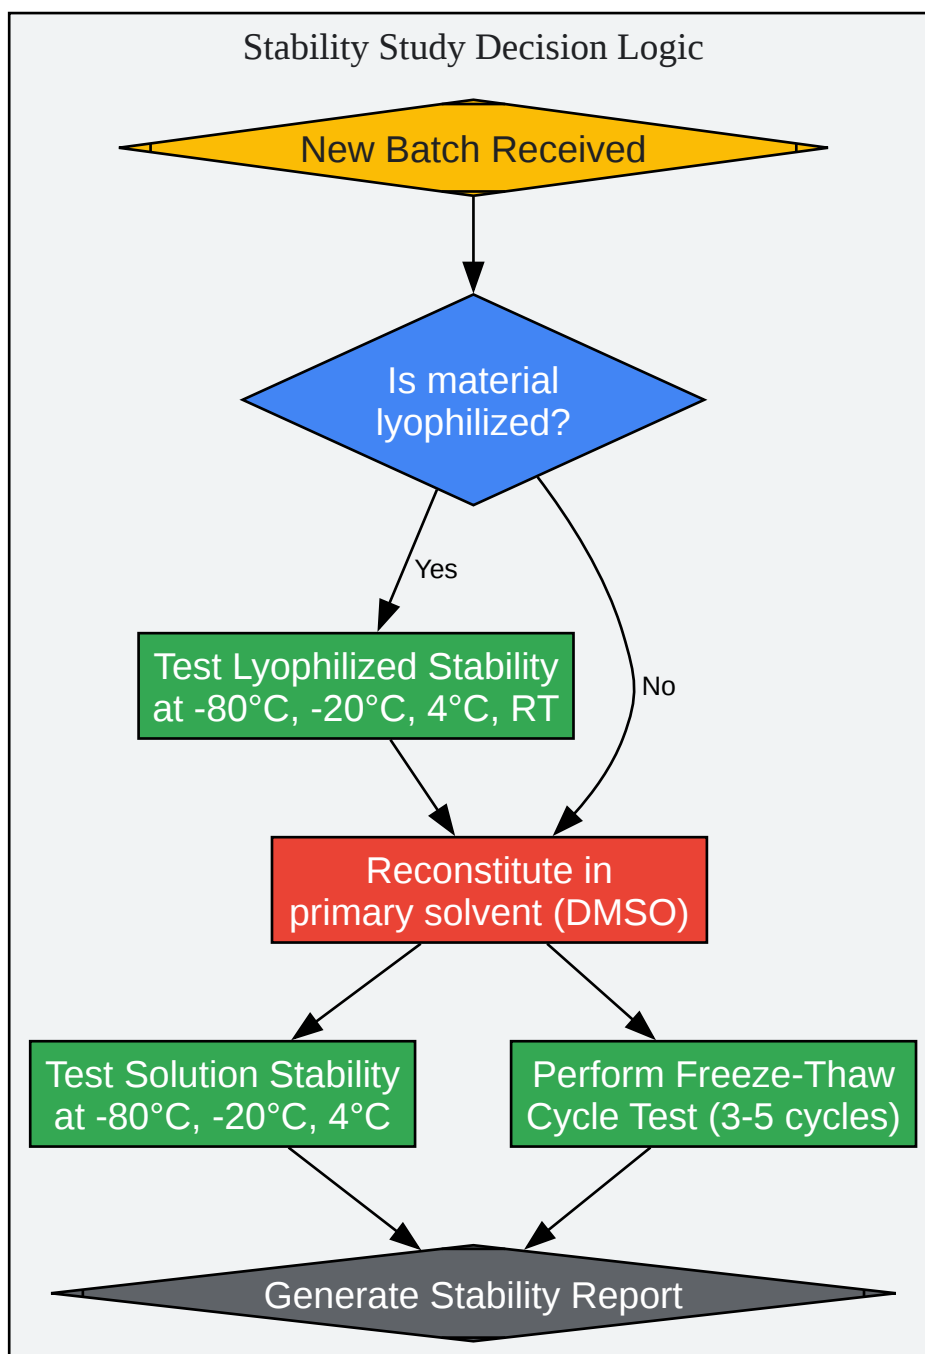 Stability Study Decision Logic
New Batch Received
Is material
lyophilized?
Yes
Test Lyophilized Stability
at -80°C, -20°C, 4°C, RT
No
Reconstitute in
primary solvent (DMSO)
Test Solution Stability
at -80°C, -20°C, 4°C
Perform Freeze-Thaw
Cycle Test (3-5 cycles)
Generate Stability Report